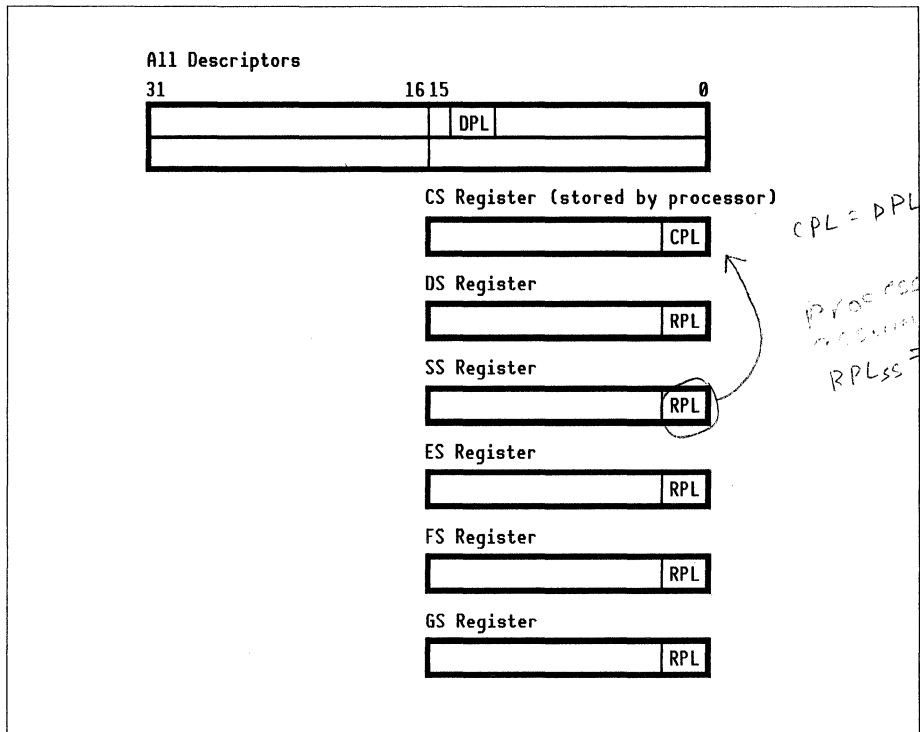 All Descriptors
31 16 15 0
DPL
CS Register (stored by processor)
CPL
CPL = DPL
DS Register
RPL
SS Register
RPL
RPLSS =
ES Register
RPL
FS Register
RPL
GS Register
RPL